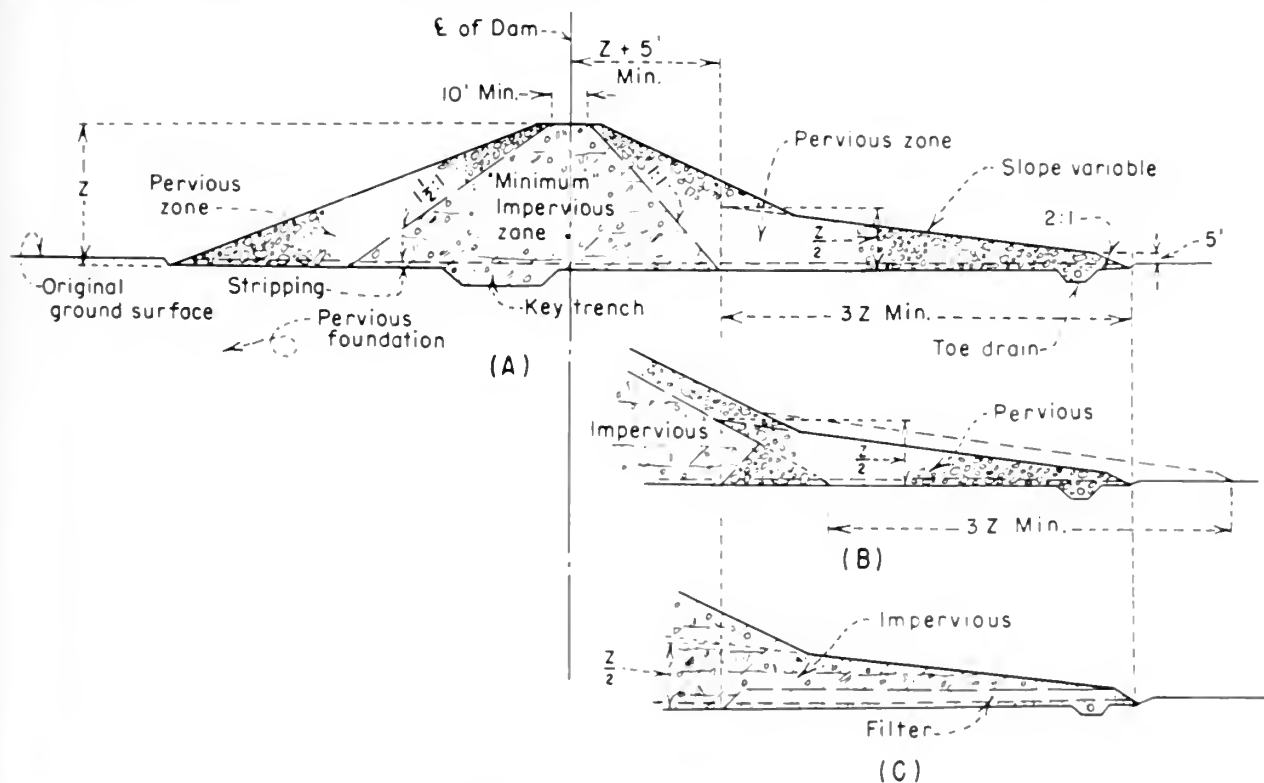 ℄ of Dam
Z + 5'
Min.
10' Min.
Pervious zone
Slope variable
Z
Pervious
zone
1½:1
"Minimum"
Impervious
zone
1:1
2:1
Z/2
5'
Original
ground surface
Stripping
Key trench
3Z Min.
Pervious
foundation
Toe drain
(A)
Impervious
Pervious
Z/2
3Z Min.
(B)
Impervious
Z/2
Filter
(C)